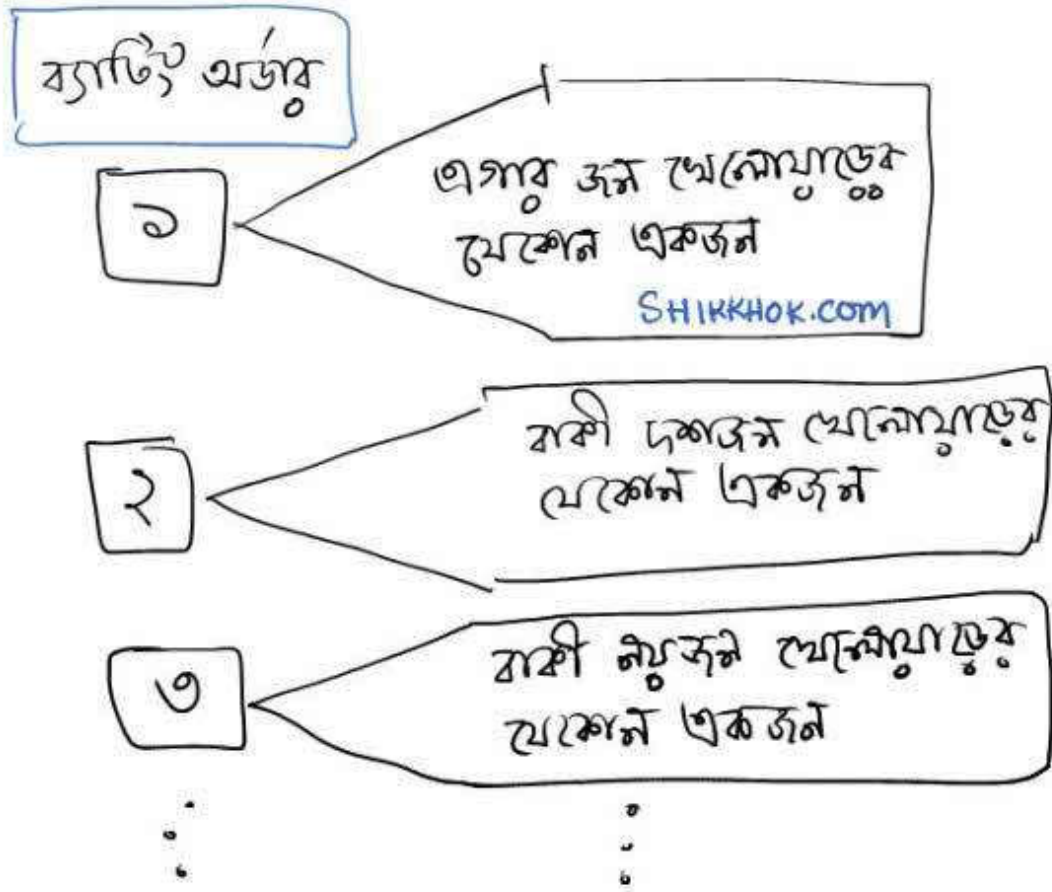 ব্যাটিং অর্ডার
১
এগার জন খেলোয়াড়ের
যেকোন একজন
SHIKKHOK.com
২
বাকী দশজন খেলোয়াড়ের
যেকোন একজন
৩
বাকী নয়জন খেলোয়াড়ের
যেকোন একজন